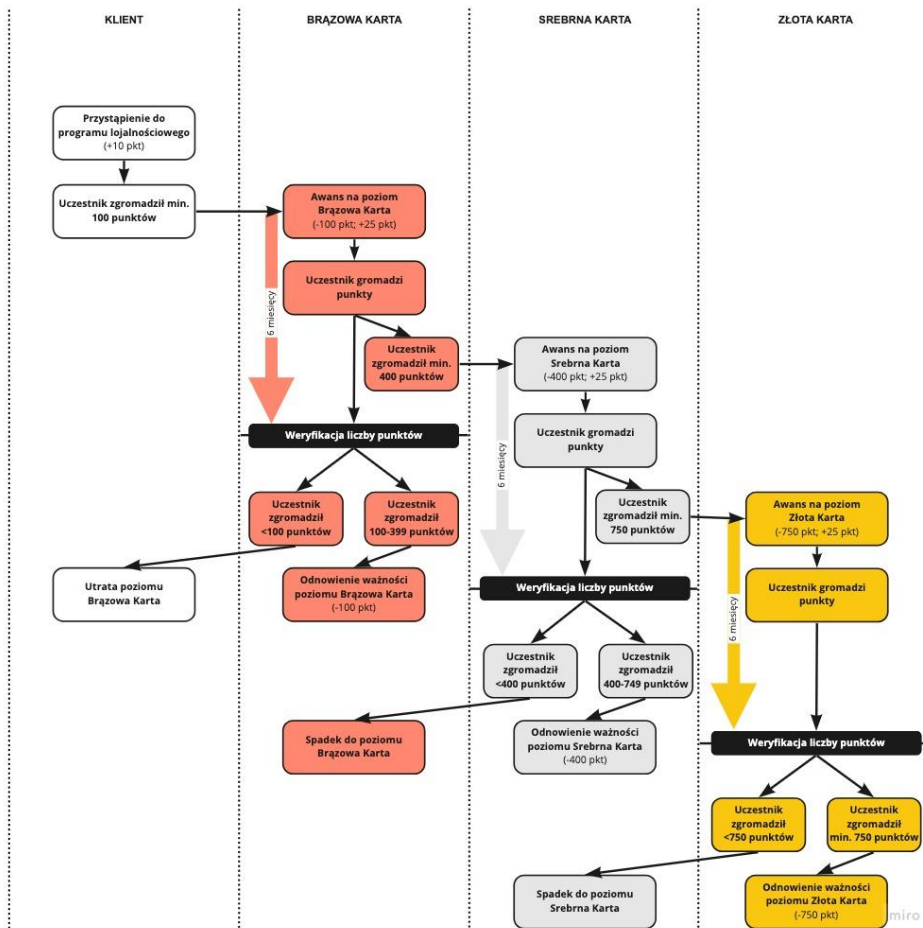 KLIENT
BRĄZOWA KARTA
SREBRNA KARTA
ZŁOTA KARTA
Przystąpienie do
programu lojalnościowego
(+10 pkt)
Uczestnik zgromadził min.
100 punktów
Awans na poziom
Brązowa Karta
(-100 pkt; +25 pkt)
Uczestnik gromadzi
punkty
6 miesięcy
Uczestnik
zgromadził min.
400 punktów
Awans na poziom
Srebrna Karta
(-400 pkt; +25 pkt)
Weryfikacja liczby punktów
Uczestnik gromadzi
punkty
6 miesięcy
Uczestnik
zgromadził
<100 punktów
Uczestnik
zgromadził
100-399 punktów
Uczestnik
zgromadził min.
750 punktów
Awans na poziom
Złota Karta
(-750 pkt; +25 pkt)
Utrata poziomu
Brązowa Karta
Odnowienie ważności
poziomu Brązowa Karta
(-100 pkt)
Weryfikacja liczby punktów
Uczestnik gromadzi
punkty
6 miesięcy
Uczestnik
zgromadził
<400 punktów
Uczestnik
zgromadził
400-749 punktów
Spadek do poziomu
Brązowa Karta
Odnowienie ważności
poziomu Srebrna Karta
(-400 pkt)
Weryfikacja liczby punktów
Uczestnik
zgromadził
<750 punktów
Uczestnik
zgromadził
min. 750 punktów
Spadek do poziomu
Srebrna Karta
Odnowienie ważności
poziomu Złota Karta
(-750 pkt)
miro